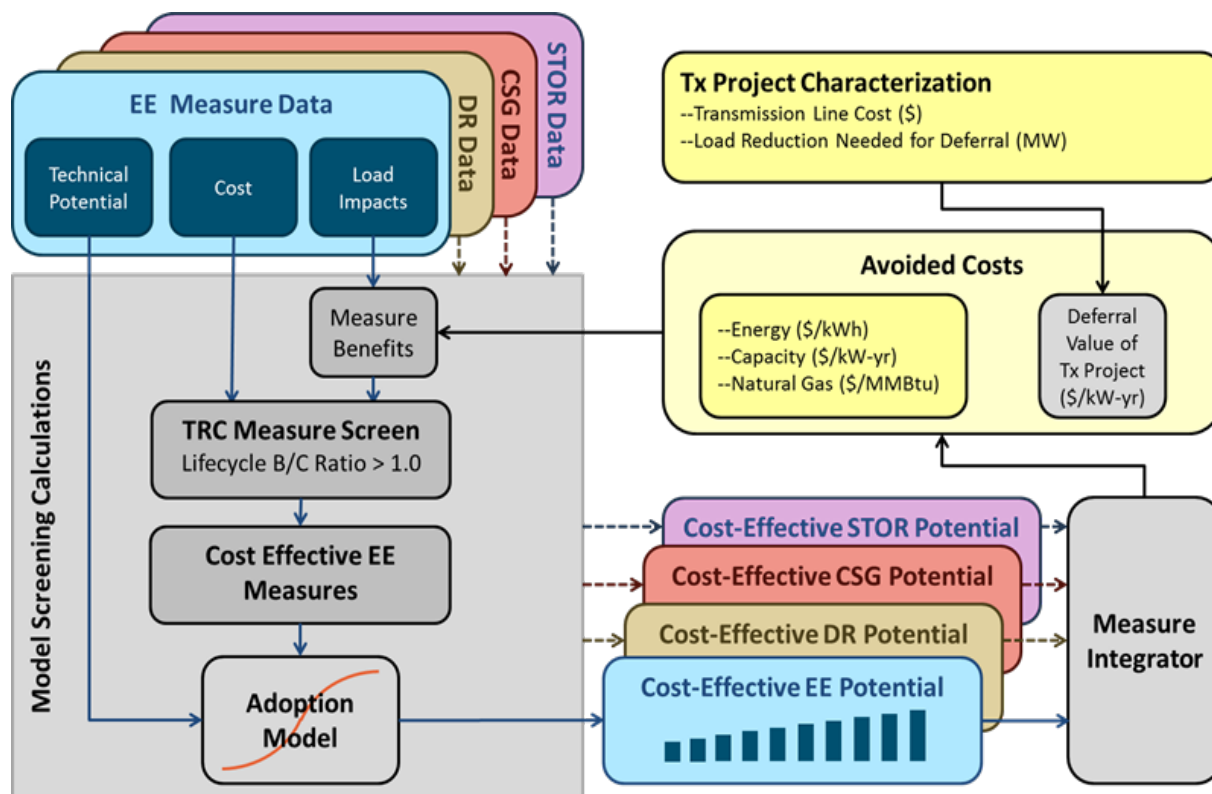 EE Measure Data
Technical
Potential
Cost
Load
Impacts
DR Data
CSG Data
STOR Data
Tx Project Characterization
--Transmission Line Cost ($)
--Load Reduction Needed for Deferral (MW)
Avoided Costs
--Energy ($/kWh)
--Capacity ($/kW-yr)
--Natural Gas ($/MMBtu)
Deferral
Value of
Tx Project
($/kW-yr)
Model Screening Calculations
Measure
Benefits
TRC Measure Screen
Lifecycle B/C Ratio > 1.0
Cost Effective EE
Measures
Adoption
Model
Cost-Effective STOR Potential
Cost-Effective CSG Potential
Cost-Effective DR Potential
Cost-Effective EE Potential
Measure
Integrator